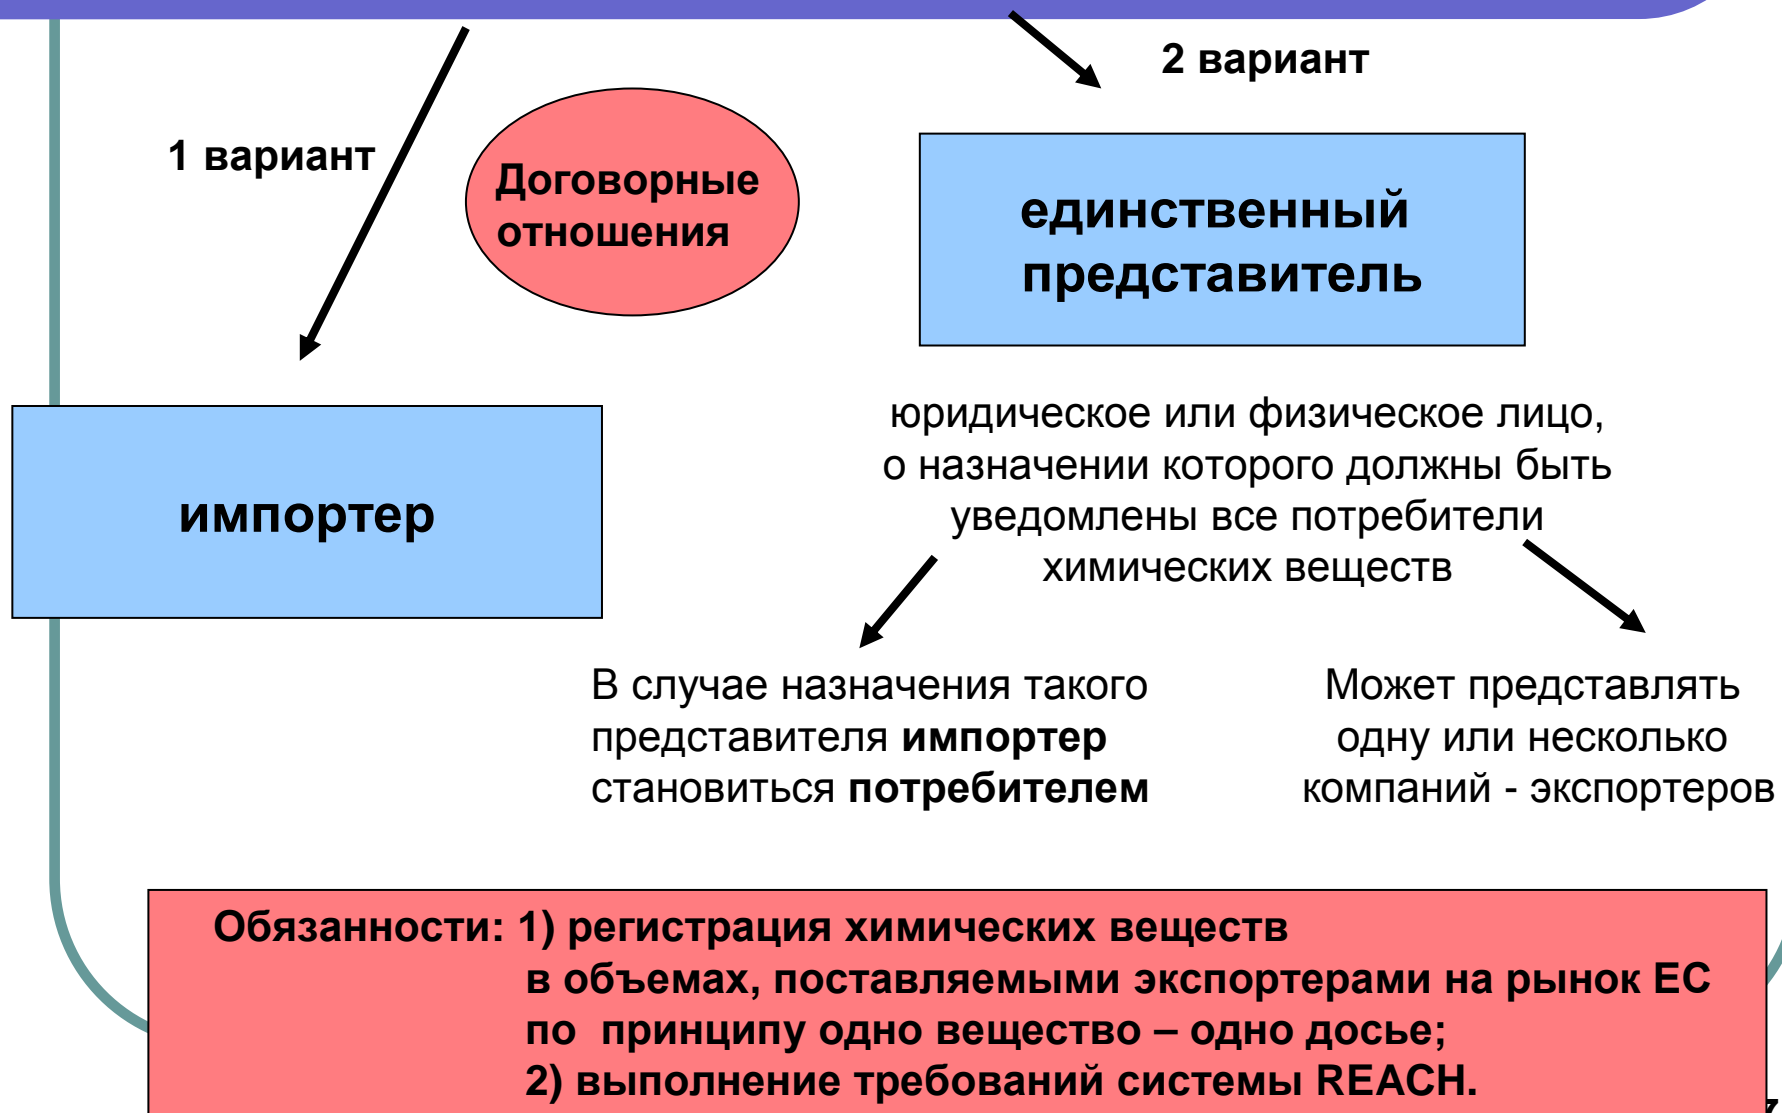 2 вариант
1 вариант
Договорные
отношения
единственный
представитель
импортер
юридическое или физическое лицо,
о назначении которого должны быть
уведомлены все потребители
химических веществ
В случае назначения такого
представителя импортер
становиться потребителем
Может представлять
одну или несколько
компаний - экспортеров
Обязанности: 1) регистрация химических веществ
в объемах, поставляемыми экспортерами на рынок ЕС
по принципу одно вещество – одно досье;
2) выполнение требований системы REACH.